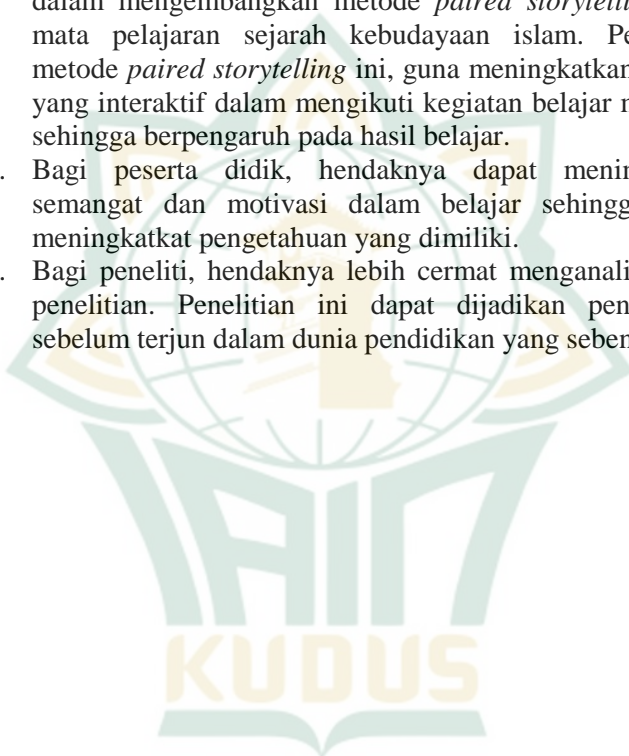 dalam mengembangkan metode paired storytelli
mata pelajaran sejarah kebudayaan islam. Pe
metode paired storytelling ini, guna meningkatkan
yang interaktif dalam mengikuti kegiatan belajar
sehingga berpengaruh pada hasil belajar.
. Bagi peserta didik, hendaknya dapat menin
semangat dan motivasi dalam belajar sehingg
meningkatkat pengetahuan yang dimiliki.
. Bagi peneliti, hendaknya lebih cermat menganali
penelitian. Penelitian ini dapat dijadikan pen
sebelum terjun dalam dunia pendidikan yang seben
IAIN
KUDUS